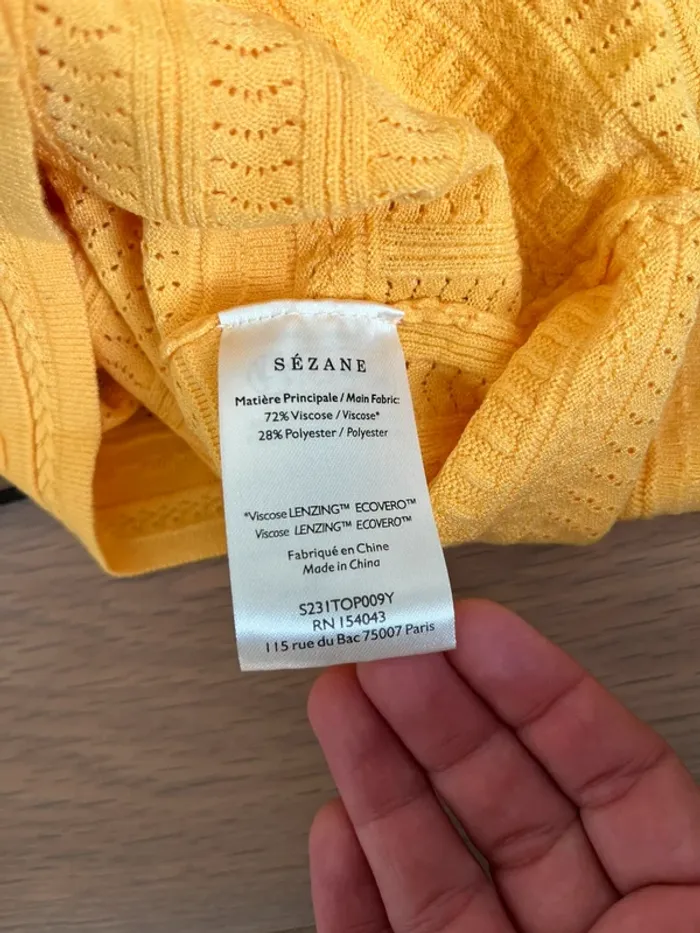 SÉZANE
Matière Principale / Main Fabric:
72% Viscose / Viscose*
28% Polyester / Polyester
*Viscose LENZING™ ECOVERO™
Viscose LENZING™ ECOVERO™
Fabriqué en Chine
Made in China
S231TOP009Y
RN 154043
115 rue du Bac 75007 Paris